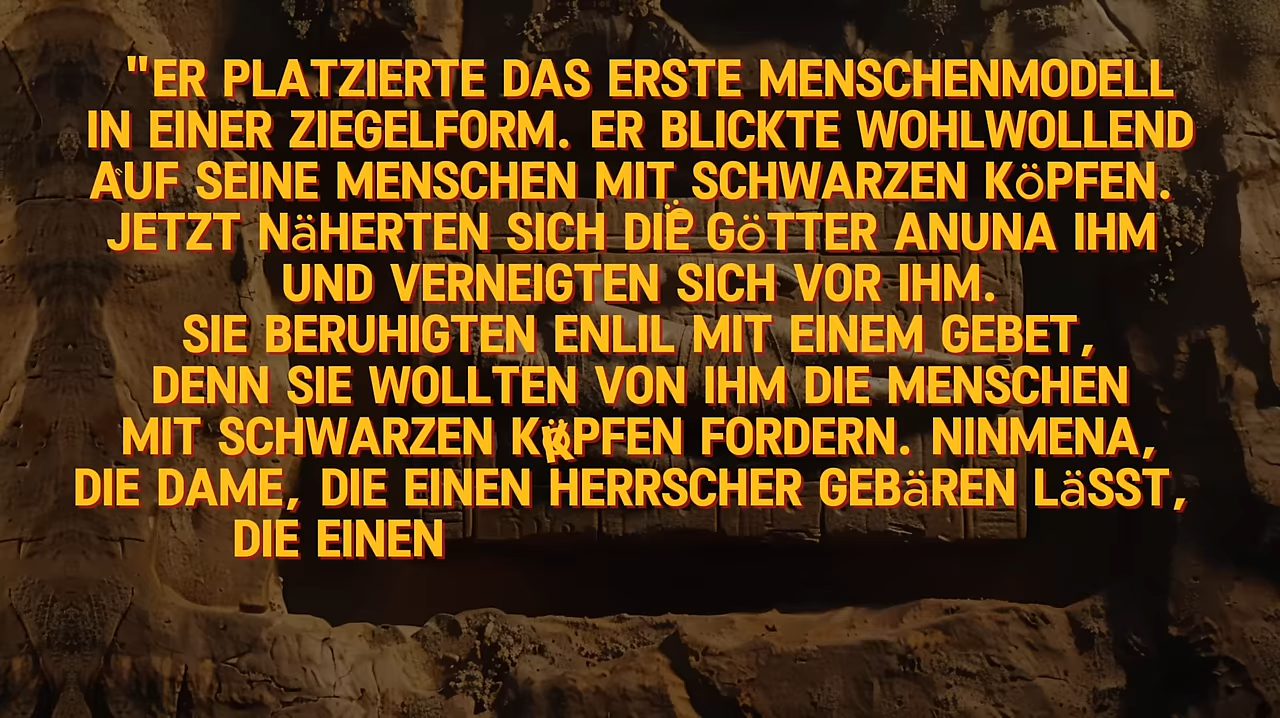 "ER PLATZIERTE DAS ERSTE MENSCHENMODELL
IN EINER ZIEGELFORM. ER BLICKTE WOHLWOLLEND
AUF SEINE MENSCHEN MIT SCHWARZEN KöPFEN.
JETZT NäHERTEN SICH DIE GöTTER ANUNA IHM
UND VERNEIGTEN SICH VOR IHM.
SIE BERUHIGTEN ENLIL MIT EINEM GEBET,
DENN SIE WOLLTEN VON IHM DIE MENSCHEN
MIT SCHWARZEN KöPFEN FORDERN. NINMENA,
DIE DAME, DIE EINEN HERRSCHER GEBäREN LäSST,
DIE EINEN